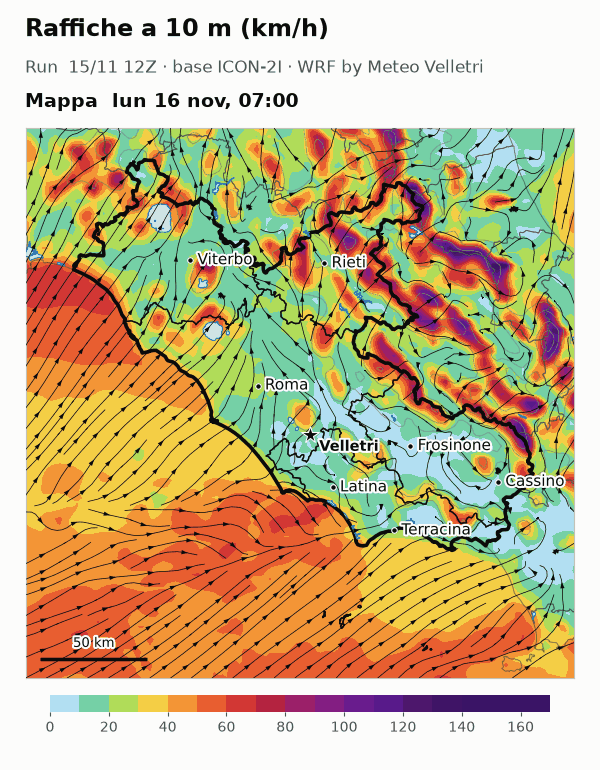 Raffiche a 10 m (km/h)
Run  15/11 12Z · base ICON-2I · WRF by Meteo Velletri
Mappa  lun 16 nov, 07:00
Viterbo
Rieti
Roma
Velletri
Frosinone
Latina
Cassino
Terracina
50 km
0 20 40 60 80 100 120 140 160